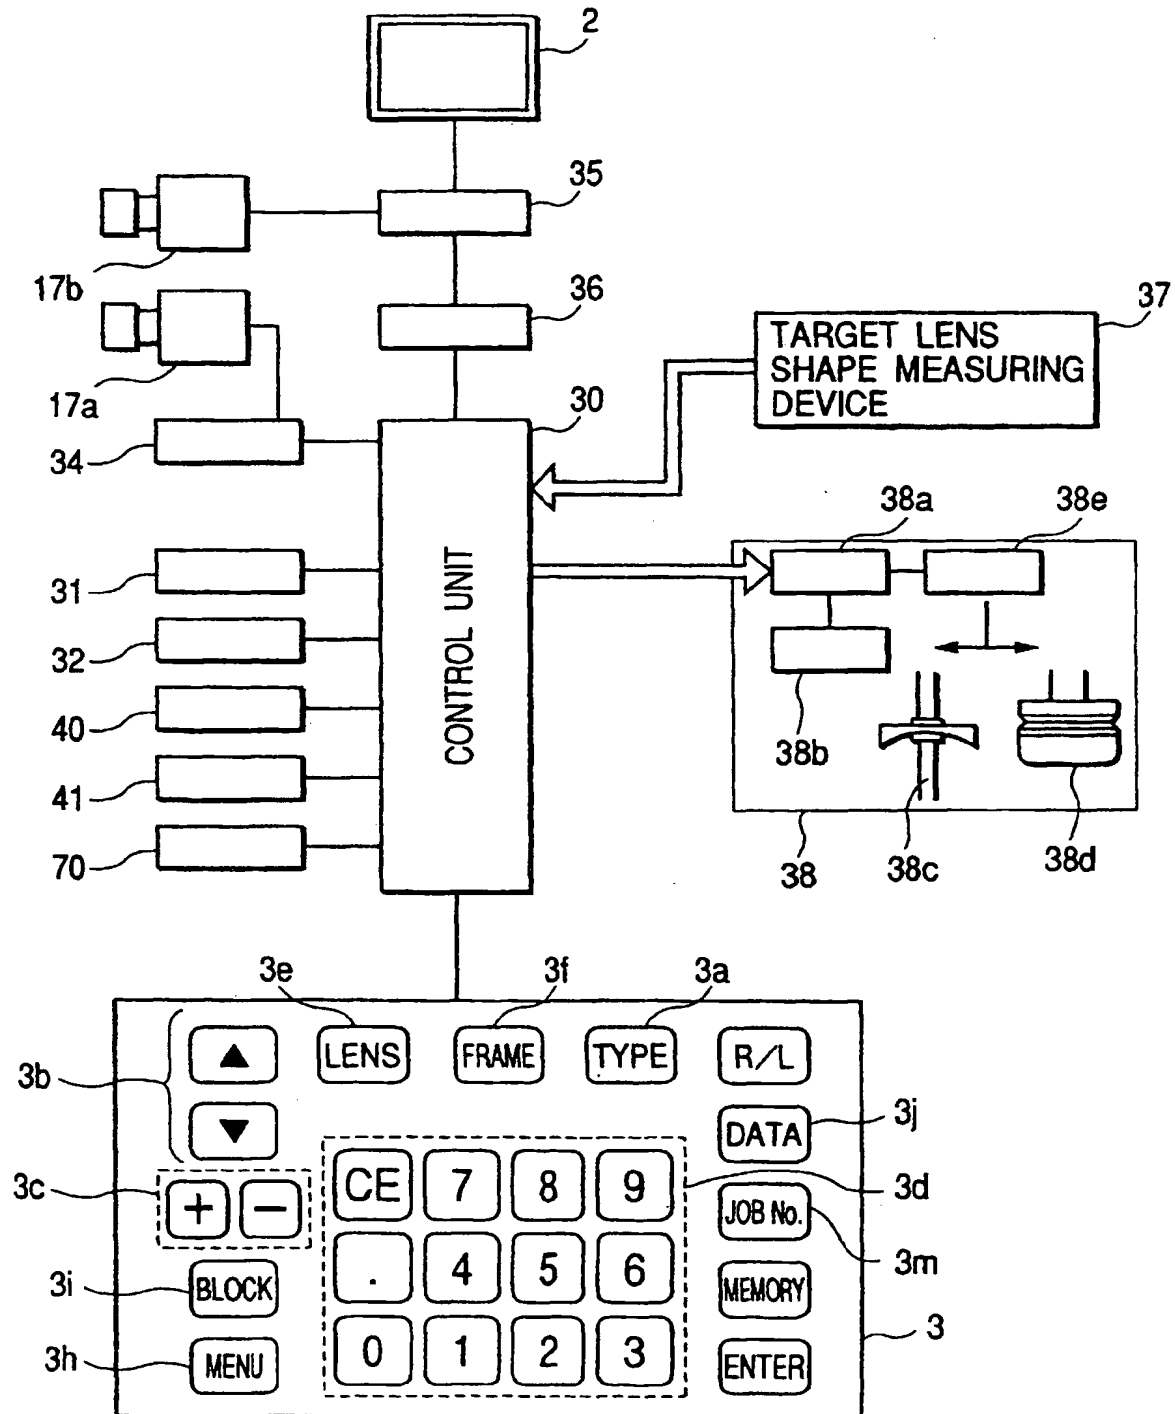 2
35
17b
36
37
TARGET LENS
SHAPE MEASURING
DEVICE
17a
30
34
38a
38e
CONTROL UNIT
31
32
40
38b
41
70
38
38c
38d
3e
3f
3a
LENS
FRAME
TYPE
R/L
3b
▲
▼
DATA
3j
3c
+
−
CE
7
8
9
3d
JOB No.
3m
3i
BLOCK
.
4
5
6
MEMORY
3
3h
MENU
0
1
2
3
ENTER